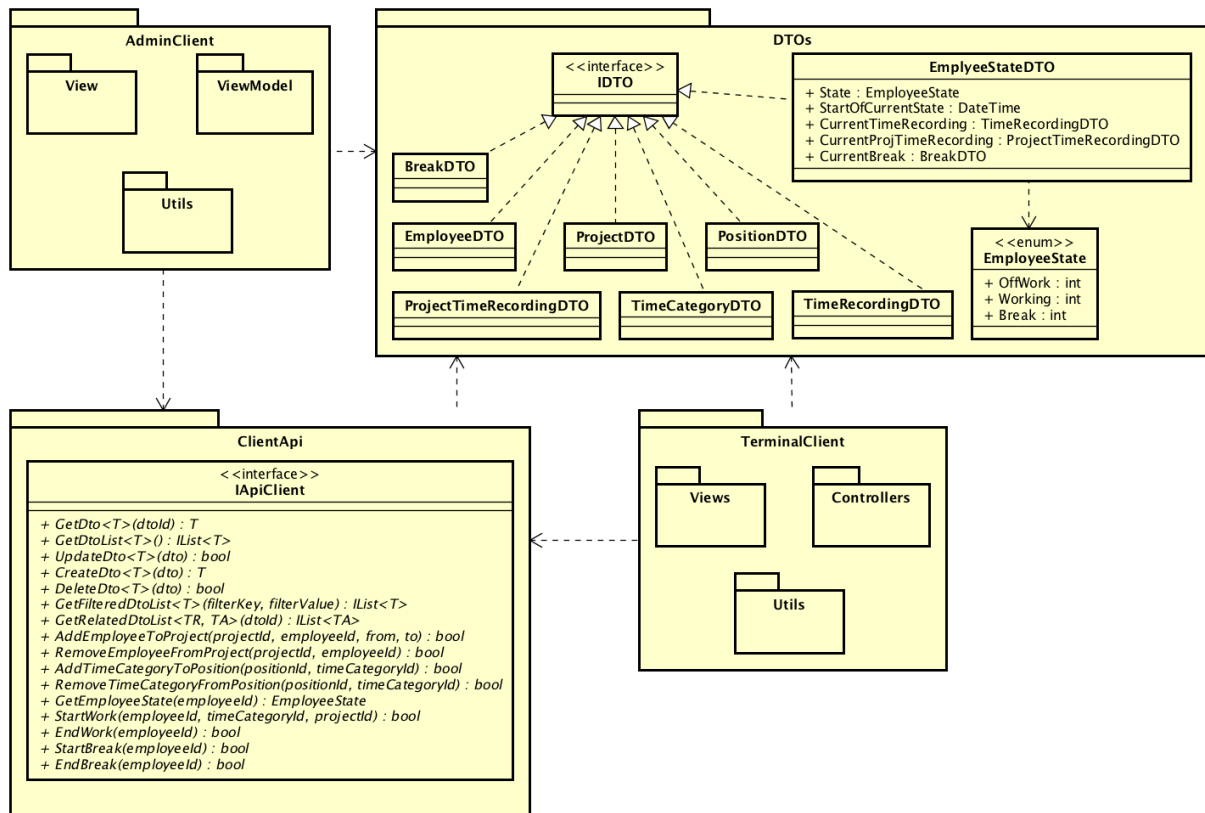 AdminClient
View
ViewModel
Utils
DTOs
<<interface>>
IDTO
EmplyeeStateDTO
+ State : EmployeeState
+ StartOfCurrentState : DateTime
+ CurrentTimeRecording : TimeRecordingDTO
+ CurrentProjTimeRecording : ProjectTimeRecordingDTO
+ CurrentBreak : BreakDTO
BreakDTO
EmployeeDTO
ProjectDTO
PositionDTO
<<enum>>
EmployeeState
+ OffWork : int
+ Working : int
+ Break : int
ProjectTimeRecordingDTO
TimeCategoryDTO
TimeRecordingDTO
ClientApi
<<interface>>
IApiClient
+ GetDto<T>(dtoId) : T
+ GetDtoList<T>() : IList<T>
+ UpdateDto<T>(dto) : bool
+ CreateDto<T>(dto) : T
+ DeleteDto<T>(dto) : bool
+ GetFilteredDtoList<T>(filterKey, filterValue) : IList<T>
+ GetRelatedDtoList<TR, TA>(dtoId) : IList<TA>
+ AddEmployeeToProject(projectId, employeeId, from, to) : bool
+ RemoveEmployeeFromProject(projectId, employeeId) : bool
+ AddTimeCategoryToPosition(positionId, timeCategoryId) : bool
+ RemoveTimeCategoryFromPosition(positionId, timeCategoryId) : bool
+ GetEmployeeState(employeeId) : EmployeeState
+ StartWork(employeeId, timeCategoryId, projectId) : bool
+ EndWork(employeeId) : bool
+ StartBreak(employeeId) : bool
+ EndBreak(employeeId) : bool
TerminalClient
Views
Controllers
Utils